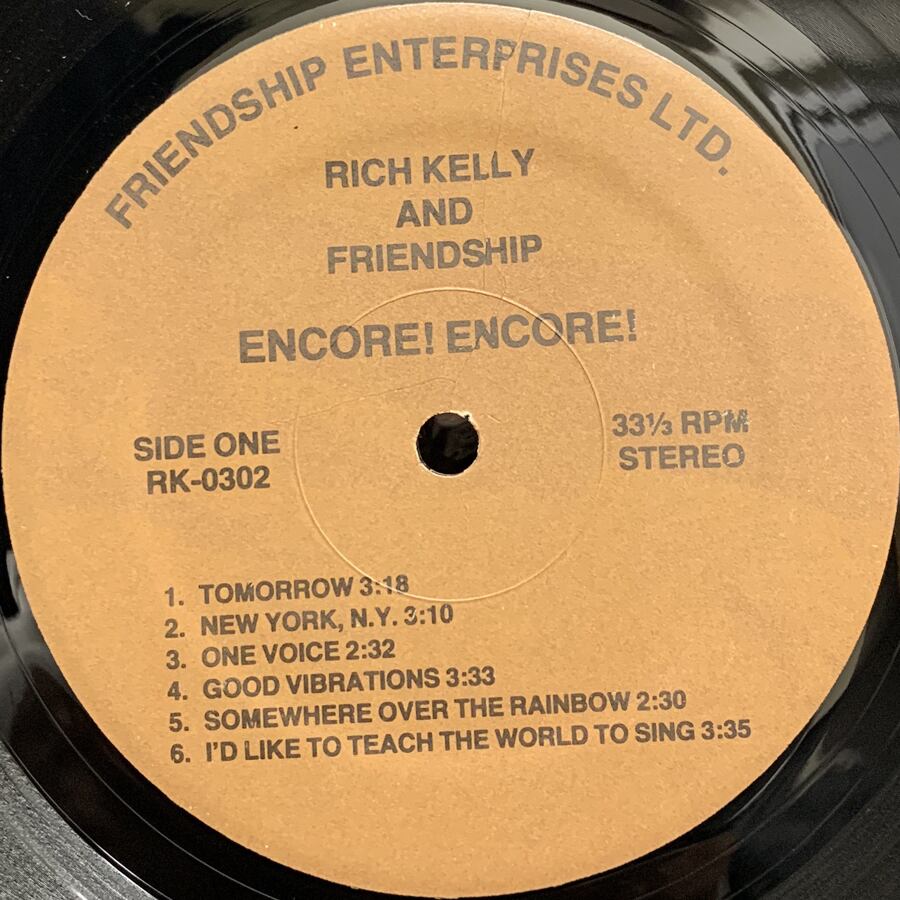 FRIENDSHIP ENTERPRISES LTD.
RICH KELLY
AND
FRIENDSHIP
ENCORE! ENCORE!
SIDE ONE
RK-0302
33⅓ RPM
STEREO
1. TOMORROW 3:18
2. NEW YORK, N.Y. 3:10
3. ONE VOICE 2:32
4. GOOD VIBRATIONS 3:33
5. SOMEWHERE OVER THE RAINBOW 2:30
6. I'D LIKE TO TEACH THE WORLD TO SING 3:35